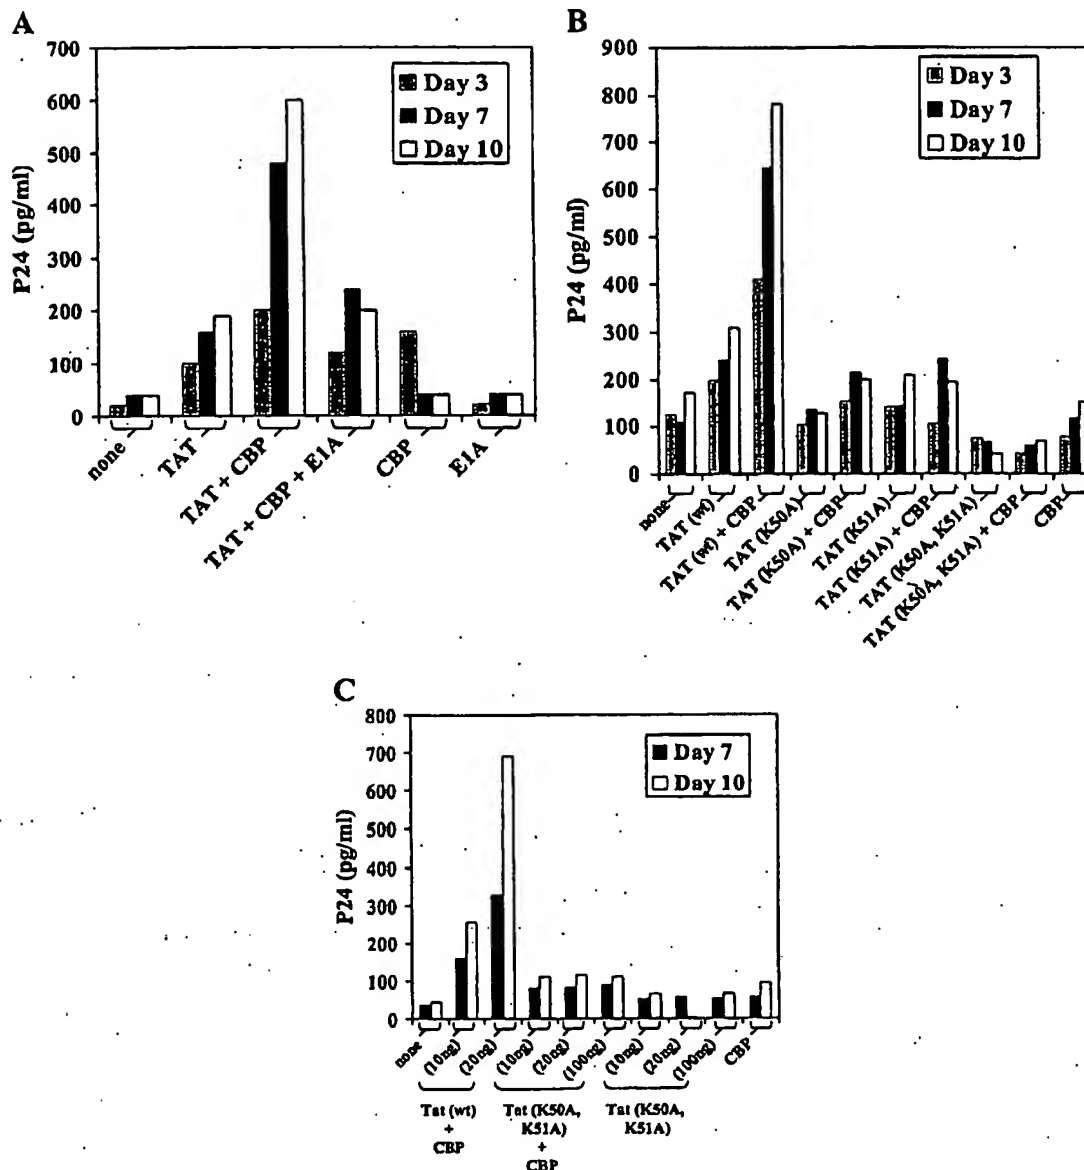 A
700
600
500
400
300
200
100
0
P24 (pg/ml)
Day 3
Day 7
Day 10
none
TAT
TAT + CBP
TAT + CBP + E1A
CBP
E1A
B
900
800
700
600
500
400
300
200
100
0
P24 (pg/ml)
Day 3
Day 7
Day 10
none
TAT (wt)
TAT (wt) + CBP
TAT (K50A)
TAT (K50A) + CBP
TAT (K51A)
TAT (K51A) + CBP
TAT (K50A, K51A)
TAT (K50A, K51A) + CBP
CBP
C
800
700
600
500
400
300
200
100
0
P24 (pg/ml)
Day 7
Day 10
none
(10ng)
(20ng)
(10ng)
(20ng)
(100ng)
(10ng)
(20ng)
(100ng)
CBP
Tat (wt)
+
CBP
Tat (K50A,
K51A)
+
CBP
Tat (K50A,
K51A)